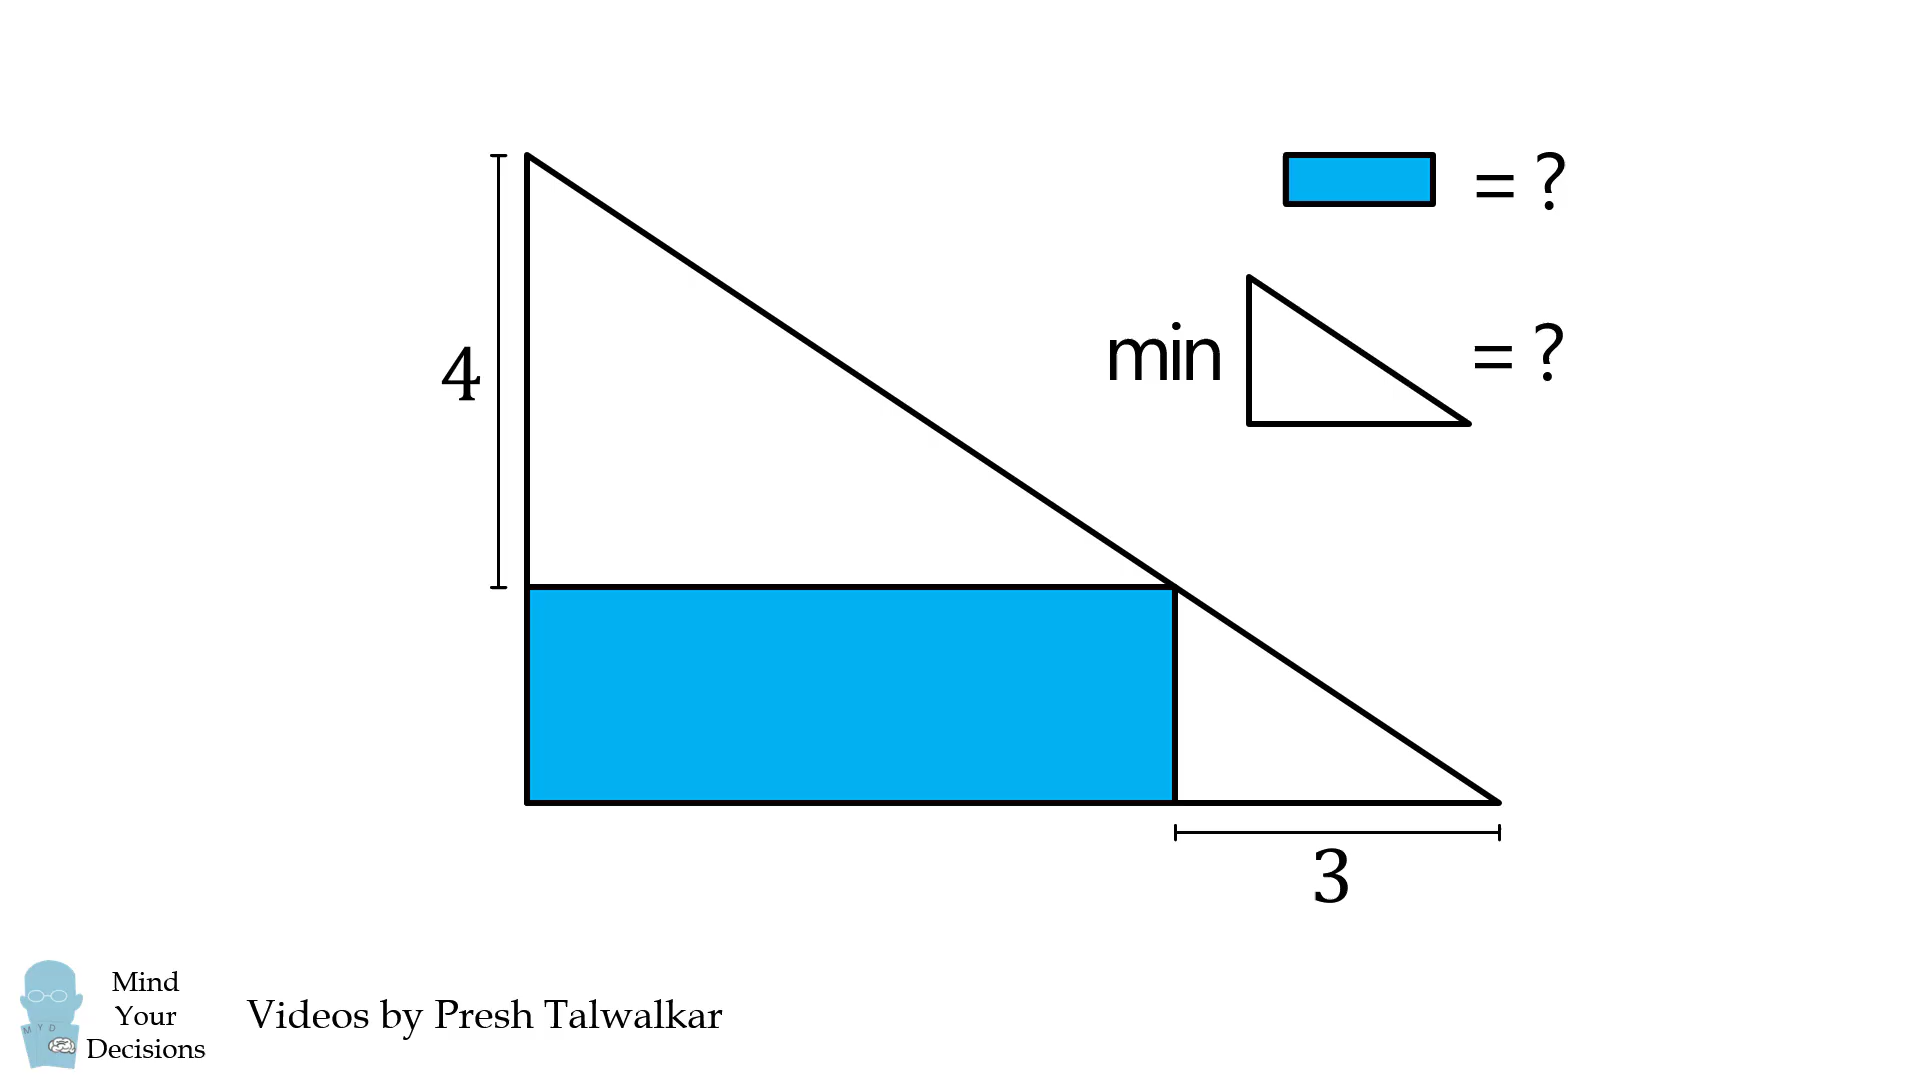 = ?
min = ?
4
3
Mind
Your
Decisions
M Y D
Videos by Presh Talwalkar